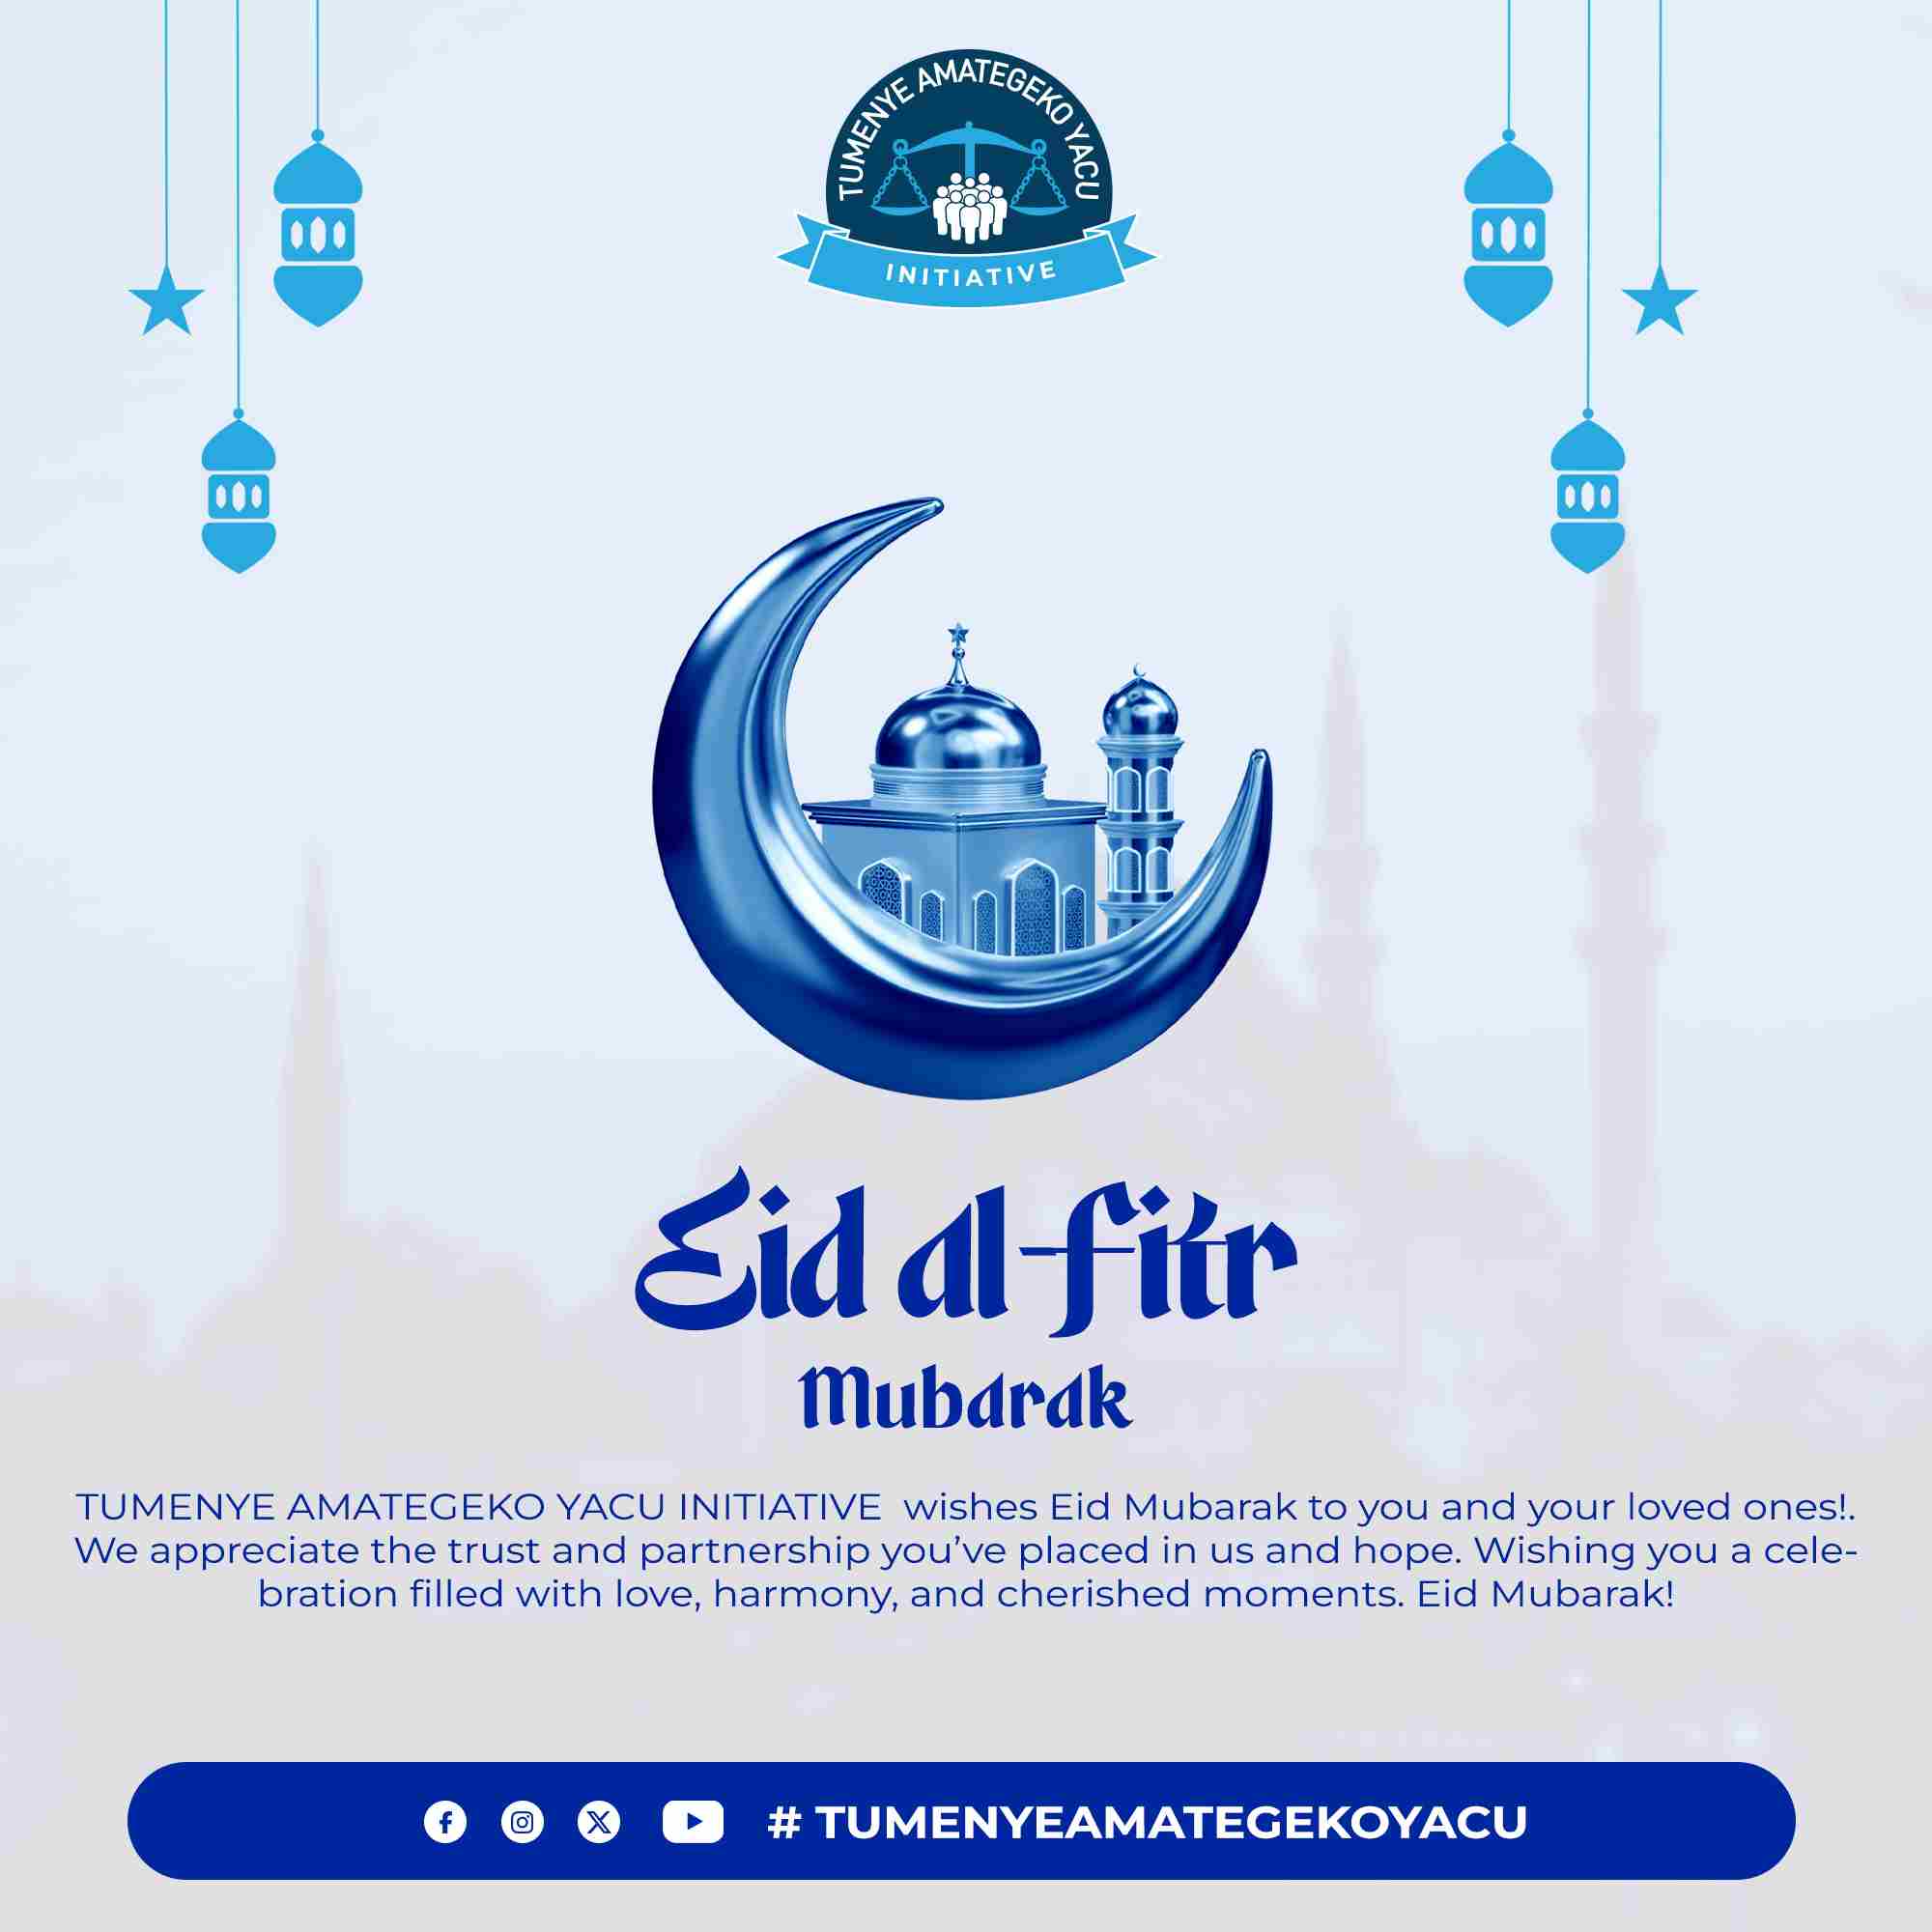 TUMENYE AMATEGEKO YACU
INITIATIVE
Eid al-fitr
Mubarak
TUMENYE AMATEGEKO YACU INITIATIVE  wishes Eid Mubarak to you and your loved ones!.
We appreciate the trust and partnership you’ve placed in us and hope. Wishing you a cele-
bration filled with love, harmony, and cherished moments. Eid Mubarak!
# TUMENYEAMATEGEKOYACU